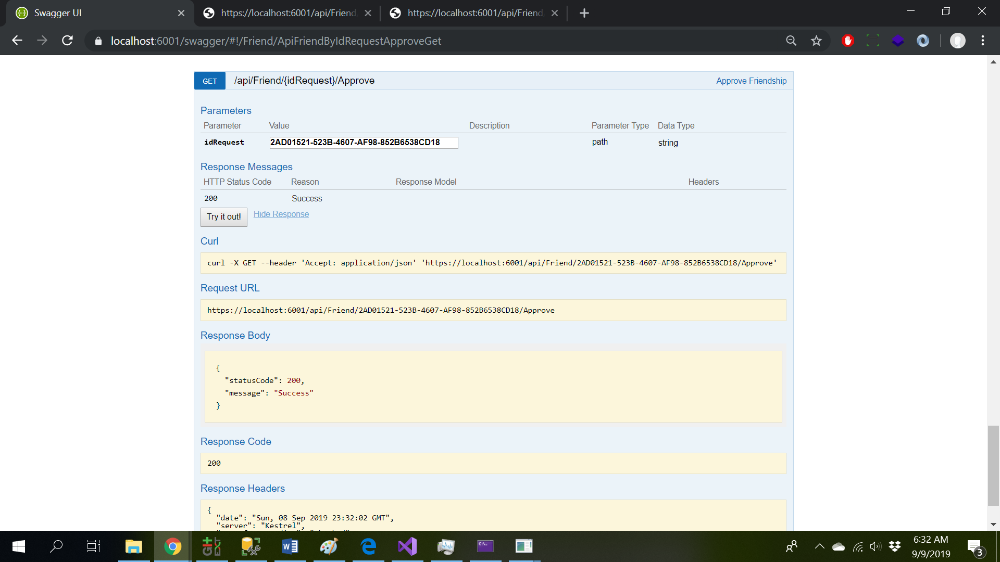 Swagger UI
https://localhost:6001/api/Friend
https://localhost:6001/api/Friend
localhost:6001/swagger/#!/Friend/ApiFriendByIdRequestApproveGet
GET /api/Friend/{idRequest}/Approve Approve Friendship
Parameters
Parameter Value Description Parameter Type Data Type
idRequest 2AD01521-523B-4607-AF98-852B6538CD18 path string
Response Messages
HTTP Status Code Reason Response Model Headers
200 Success
Try it out! Hide Response
Curl
curl -X GET --header 'Accept: application/json' 'https://localhost:6001/api/Friend/2AD01521-523B-4607-AF98-852B6538CD18/Approve'
Request URL
https://localhost:6001/api/Friend/2AD01521-523B-4607-AF98-852B6538CD18/Approve
Response Body
{
"statusCode": 200,
"message": "Success"
}
Response Code
200
Response Headers
{
"date": "Sun, 08 Sep 2019 23:32:02 GMT",
"server": "Kestrel",
6:32 AM
9/9/2019
3